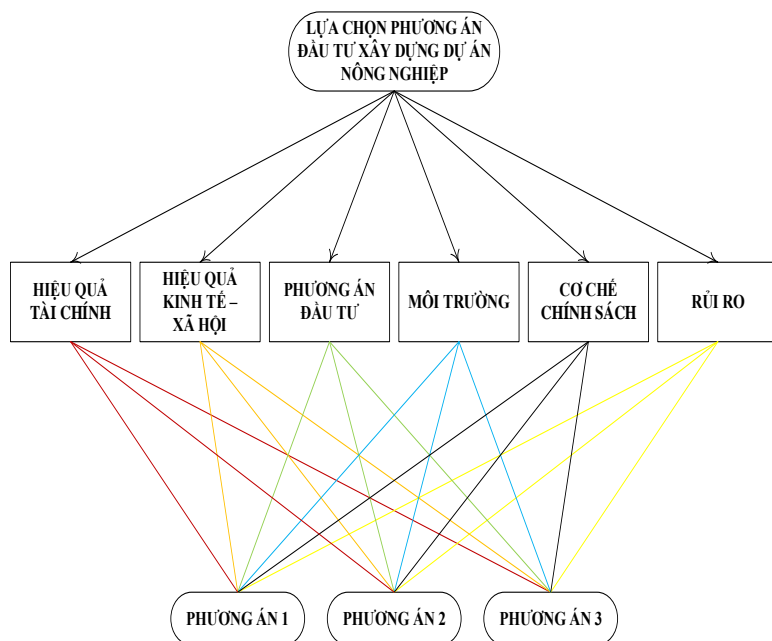 LỰA CHỌN PHƯƠNG ÁN
ĐẦU TƯ XÂY DỰNG DỰ ÁN
NÔNG NGHIỆP
HIỆU QUẢ
TÀI CHÍNH
HIỆU QUẢ
KINH TẾ –
XÃ HỘI
PHƯƠNG ÁN
ĐẦU TƯ
MÔI TRƯỜNG
CƠ CHẾ
CHÍNH SÁCH
RỦI RO
PHƯƠNG ÁN 1
PHƯƠNG ÁN 2
PHƯƠNG ÁN 3